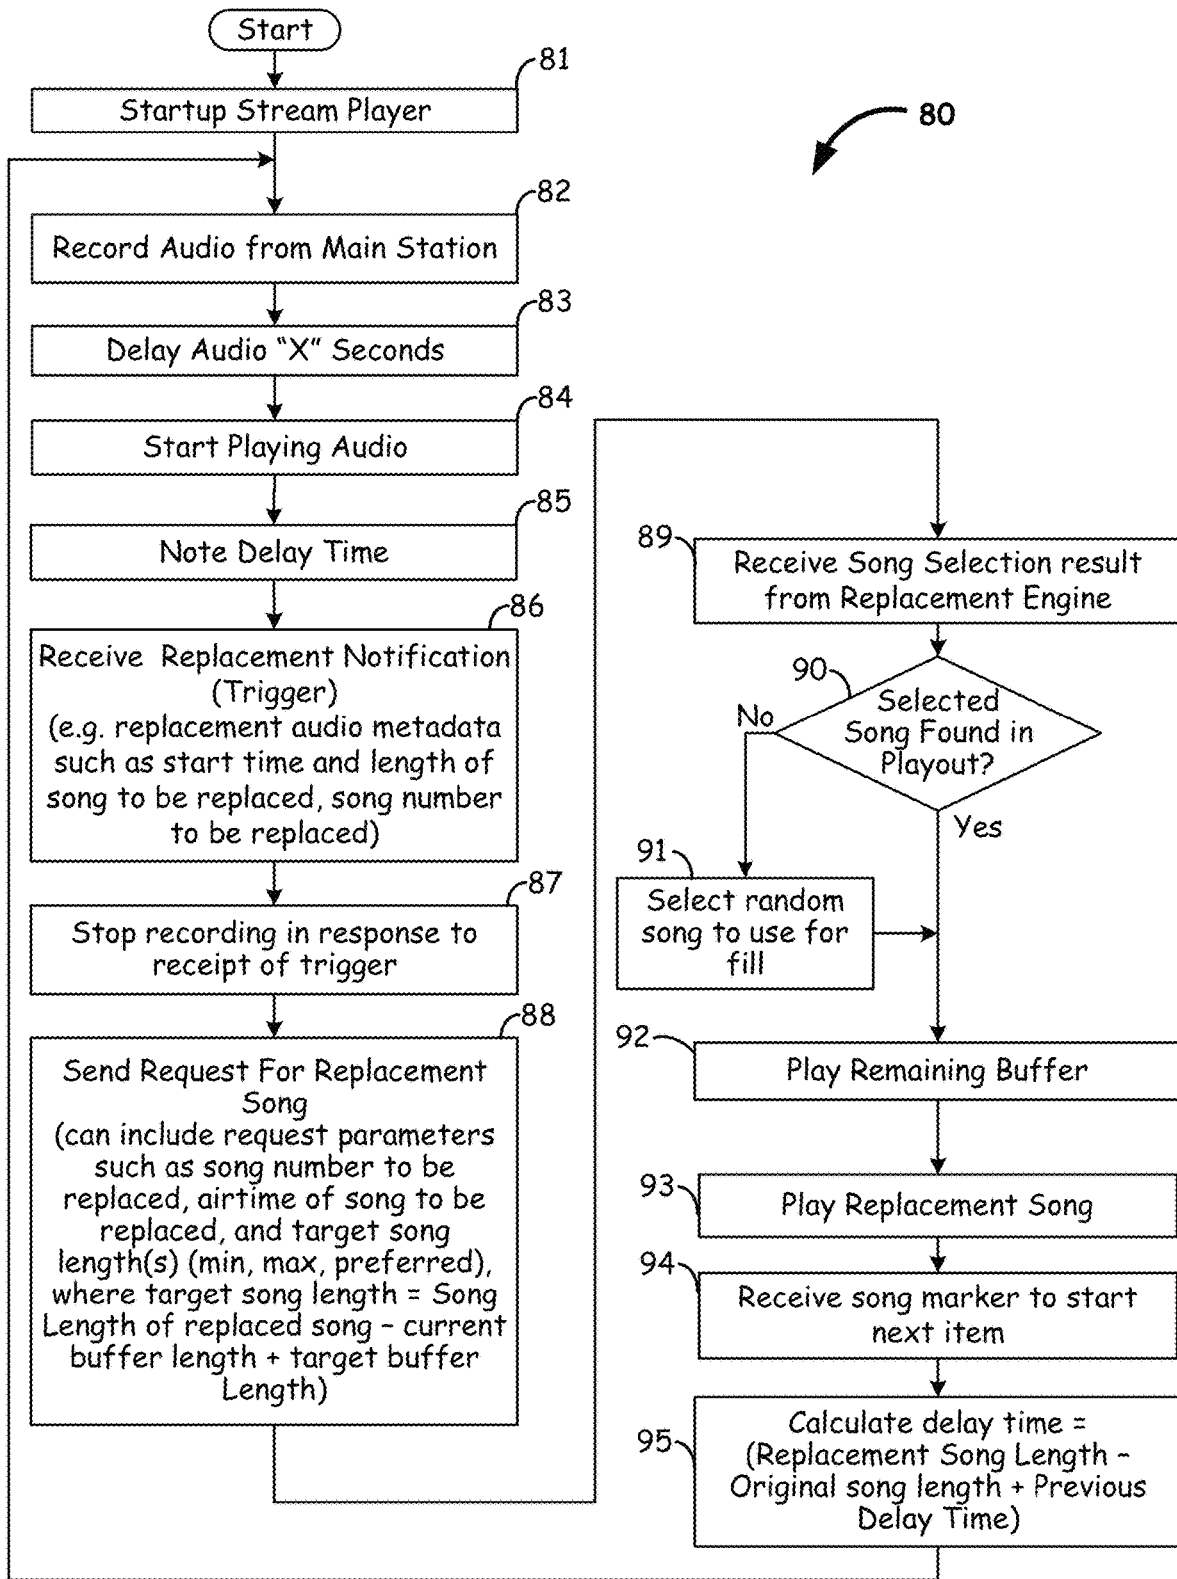 Start
81
Startup Stream Player
80
82
Record Audio from Main Station
83
Delay Audio “X” Seconds
84
Start Playing Audio
85
Note Delay Time
86
Receive Replacement Notification
(Trigger)
(e.g. replacement audio metadata
such as start time and length of
song to be replaced, song number
to be replaced)
87
Stop recording in response to
receipt of trigger
88
Send Request For Replacement
Song
(can include request parameters
such as song number to be
replaced, airtime of song to be
replaced, and target song
length(s) (min, max, preferred),
where target song length = Song
Length of replaced song – current
buffer length + target buffer
Length)
89
Receive Song Selection result
from Replacement Engine
90
Selected
Song Found in
Playout?
No
Yes
91
Select random
song to use for
fill
92
Play Remaining Buffer
93
Play Replacement Song
94
Receive song marker to start
next item
95
Calculate delay time =
(Replacement Song Length –
Original song length + Previous
Delay Time)